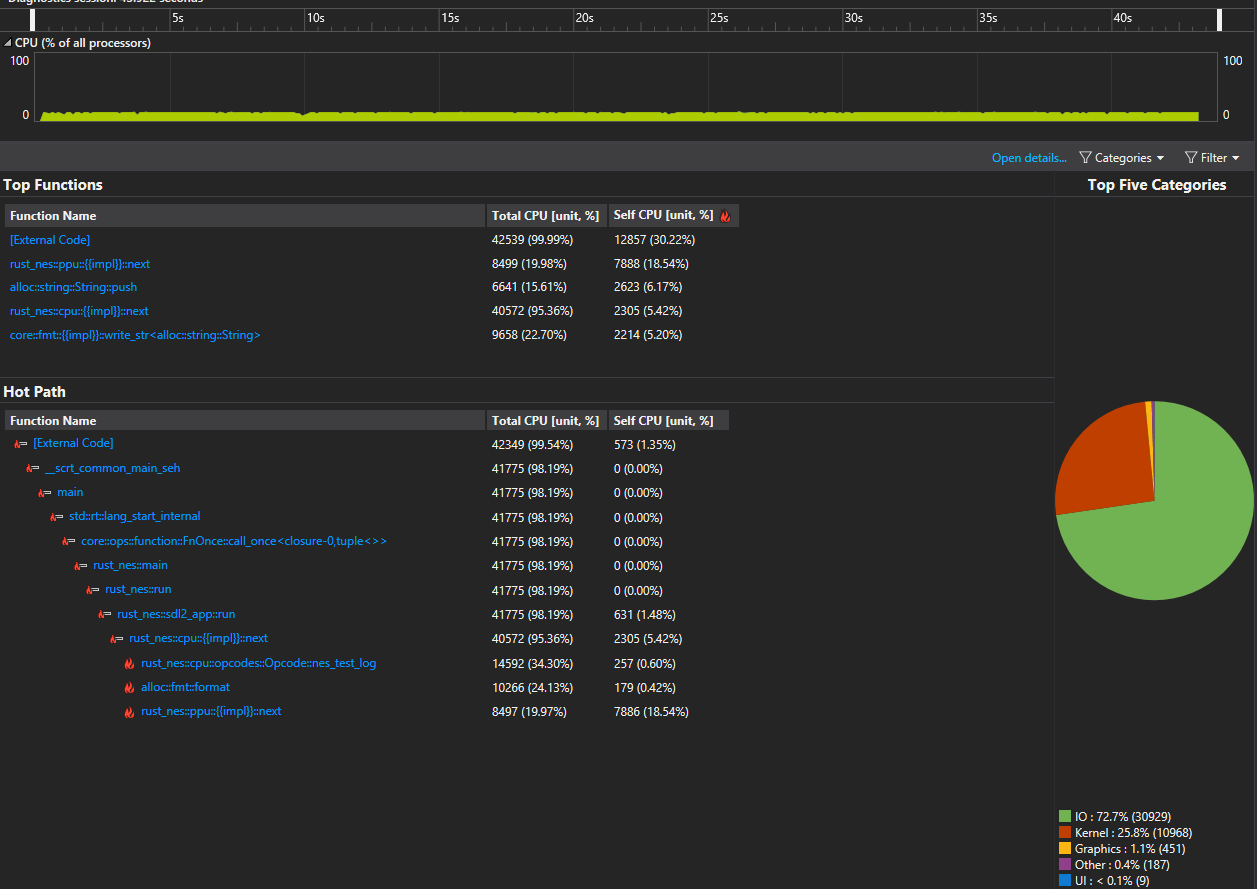 Diagnostics session: 43.922 seconds
5s 10s 15s 20s 25s 30s 35s 40s
CPU (% of all processors)
100 100
0 0
Open details... Categories Filter
Top Functions
Top Five Categories
Function Name Total CPU [unit, %] Self CPU [unit, %]
[External Code] 42539 (99.99%) 12857 (30.22%)
rust_nes::ppu::{{impl}}::next 8499 (19.98%) 7888 (18.54%)
alloc::string::String::push 6641 (15.61%) 2623 (6.17%)
rust_nes::cpu::{{impl}}::next 40572 (95.36%) 2305 (5.42%)
core::fmt::{{impl}}::write_str<alloc::string::String> 9658 (22.70%) 2214 (5.20%)
Hot Path
Function Name Total CPU [unit, %] Self CPU [unit, %]
[External Code] 42349 (99.54%) 573 (1.35%)
__scrt_common_main_seh 41775 (98.19%) 0 (0.00%)
main 41775 (98.19%) 0 (0.00%)
std::rt::lang_start_internal 41775 (98.19%) 0 (0.00%)
core::ops::function::FnOnce::call_once<closure-0,tuple<>> 41775 (98.19%) 0 (0.00%)
rust_nes::main 41775 (98.19%) 0 (0.00%)
rust_nes::run 41775 (98.19%) 0 (0.00%)
rust_nes::sdl2_app::run 41775 (98.19%) 631 (1.48%)
rust_nes::cpu::{{impl}}::next 40572 (95.36%) 2305 (5.42%)
rust_nes::cpu::opcodes::Opcode::nes_test_log 14592 (34.30%) 257 (0.60%)
alloc::fmt::format 10266 (24.13%) 179 (0.42%)
rust_nes::ppu::{{impl}}::next 8497 (19.97%) 7886 (18.54%)
IO : 72.7% (30929)
Kernel : 25.8% (10968)
Graphics : 1.1% (451)
Other : 0.4% (187)
UI : < 0.1% (9)